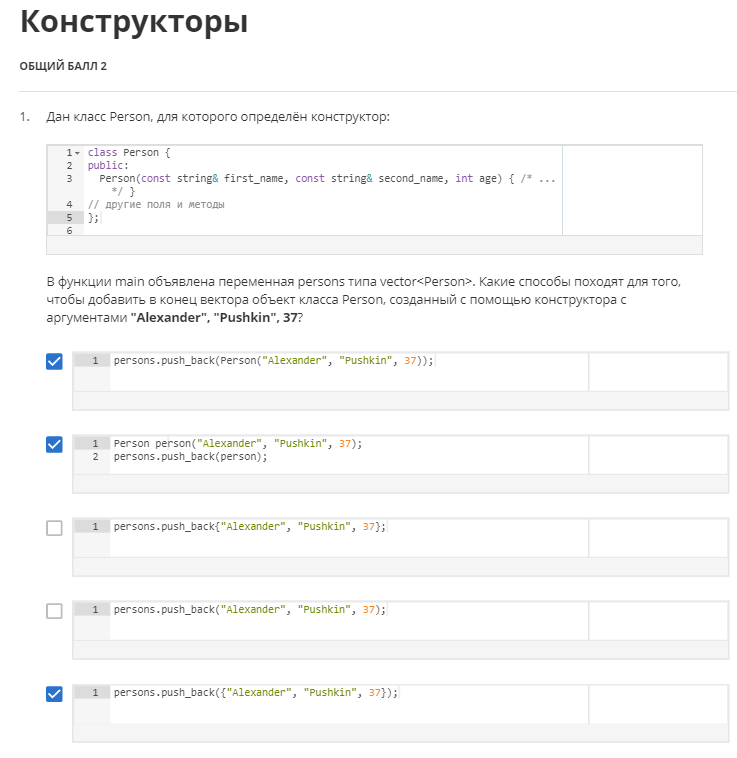 Конструкторы
ОБЩИЙ БАЛЛ 2
1. Дан класс Person, для которого определён конструктор:
1 class Person {
2 public:
3 Person(const string& first_name, const string& second_name, int age) { /* ...
*/ }
4 // другие поля и методы
5 };
6
В функции main объявлена переменная persons типа vector<Person>. Какие способы походят для того,
чтобы добавить в конец вектора объект класса Person, созданный с помощью конструктора с
аргументами "Alexander", "Pushkin", 37?
1 persons.push_back(Person("Alexander", "Pushkin", 37));
1 Person person("Alexander", "Pushkin", 37);
2 persons.push_back(person);
1 persons.push_back{"Alexander", "Pushkin", 37};
1 persons.push_back("Alexander", "Pushkin", 37);
1 persons.push_back({"Alexander", "Pushkin", 37});